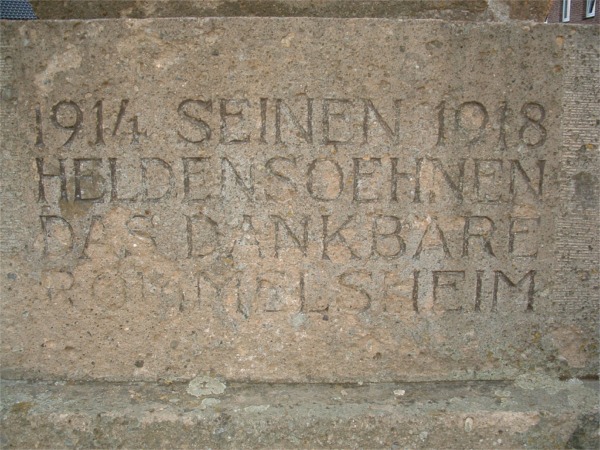 1914 SEINEN 1918
HELDENSOEHNEN
DAS DANKBARE
ROMMELSHEIM